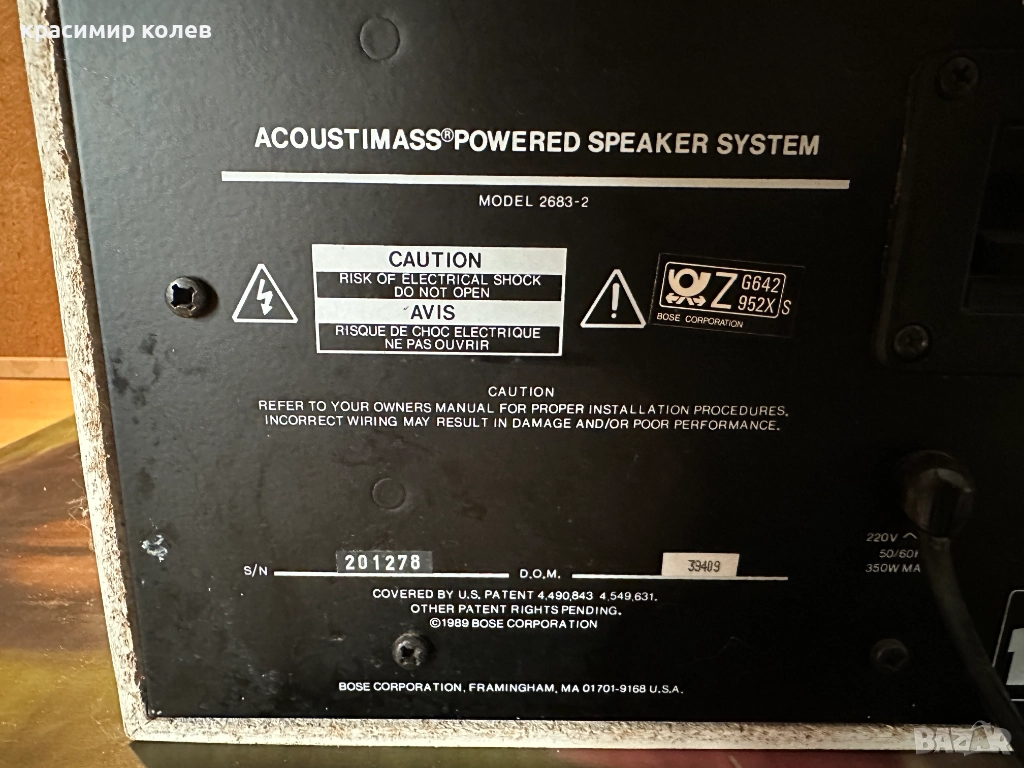 красимир колев
ACOUSTIMASS®POWERED SPEAKER SYSTEM
MODEL 2683-2
CAUTION
RISK OF ELECTRICAL SHOCK
DO NOT OPEN
AVIS
RISQUE DE CHOC ELECTRIQUE
NE PAS OUVRIR
Z G642
952X S
BOSE CORPORATION
CAUTION
REFER TO YOUR OWNERS MANUAL FOR PROPER INSTALLATION PROCEDURES.
INCORRECT WIRING MAY RESULT IN DAMAGE AND/OR POOR PERFORMANCE.
220V ~
50/60
350W MA
S/N 201278 D.O.M. 39409
COVERED BY U.S. PATENT 4,490,843 4,549,631.
OTHER PATENT RIGHTS PENDING.
©1989 BOSE CORPORATION
BOSE CORPORATION, FRAMINGHAM, MA 01701-9168 U.S.A.
BAZAR